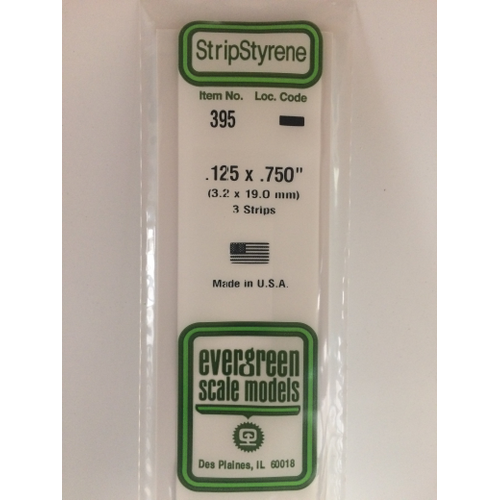 StripStyrene
Item No. Loc. Code
395
.125 x .750"
(3.2 x 19.0 mm)
3 Strips
Made in U.S.A.
evergreen
scale models
Des Plaines, IL 60018